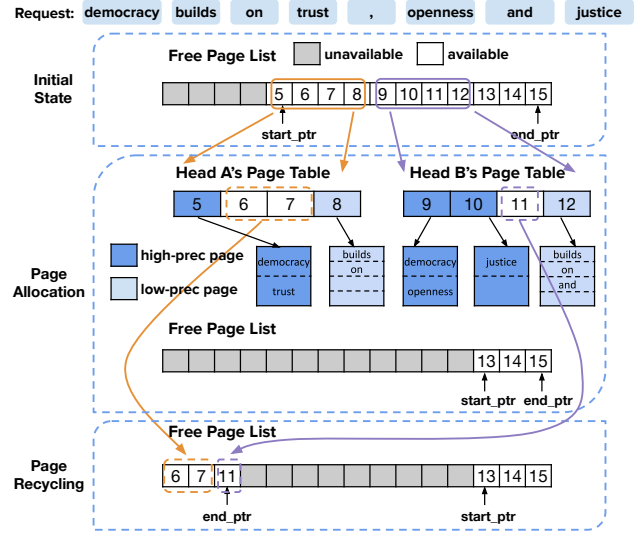 Request: democracy builds on trust , openness and justice
Free Page List unavailable available
Initial State
5 6 7 8 9 10 11 12 13 14 15
start_ptr end_ptr
Head A's Page Table Head B's Page Table
5 6 7 8 9 10 11 12
high-prec page
low-prec page
Page Allocation
democracy
trust
builds
on
democracy
openness
justice
builds
on
and
Free Page List
13 14 15
start_ptr end_ptr
Free Page List
Page Recycling
6 7 11 13 14 15
end_ptr start_ptr